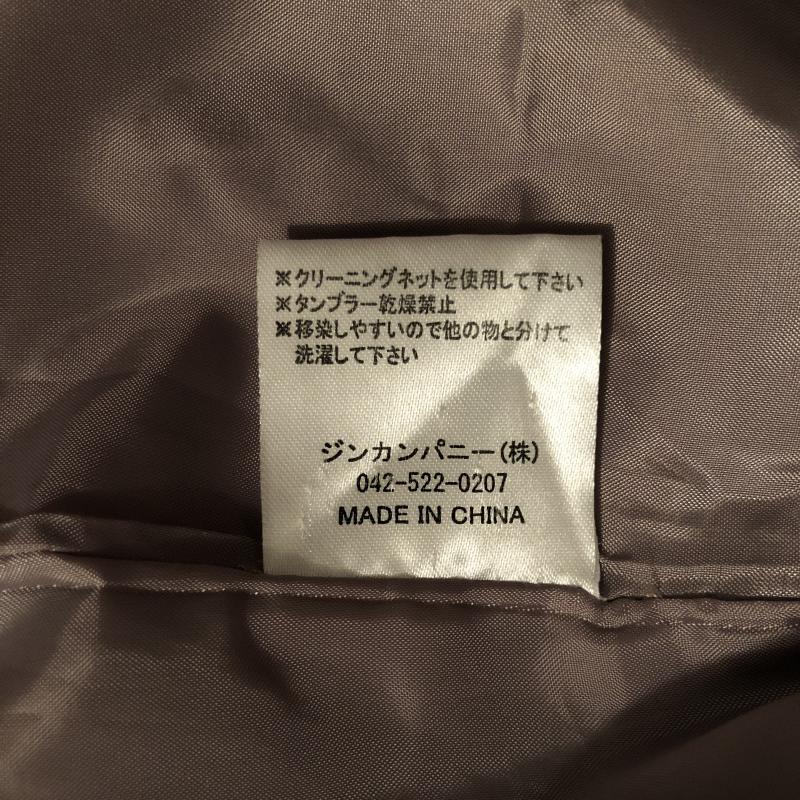 ※クリーニングネットを使用して下さい
※タンブラー乾燥禁止
※移染しやすいので他の物と分けて
洗濯して下さい
ジンカンパニー(株)
042-522-0207
MADE IN CHINA